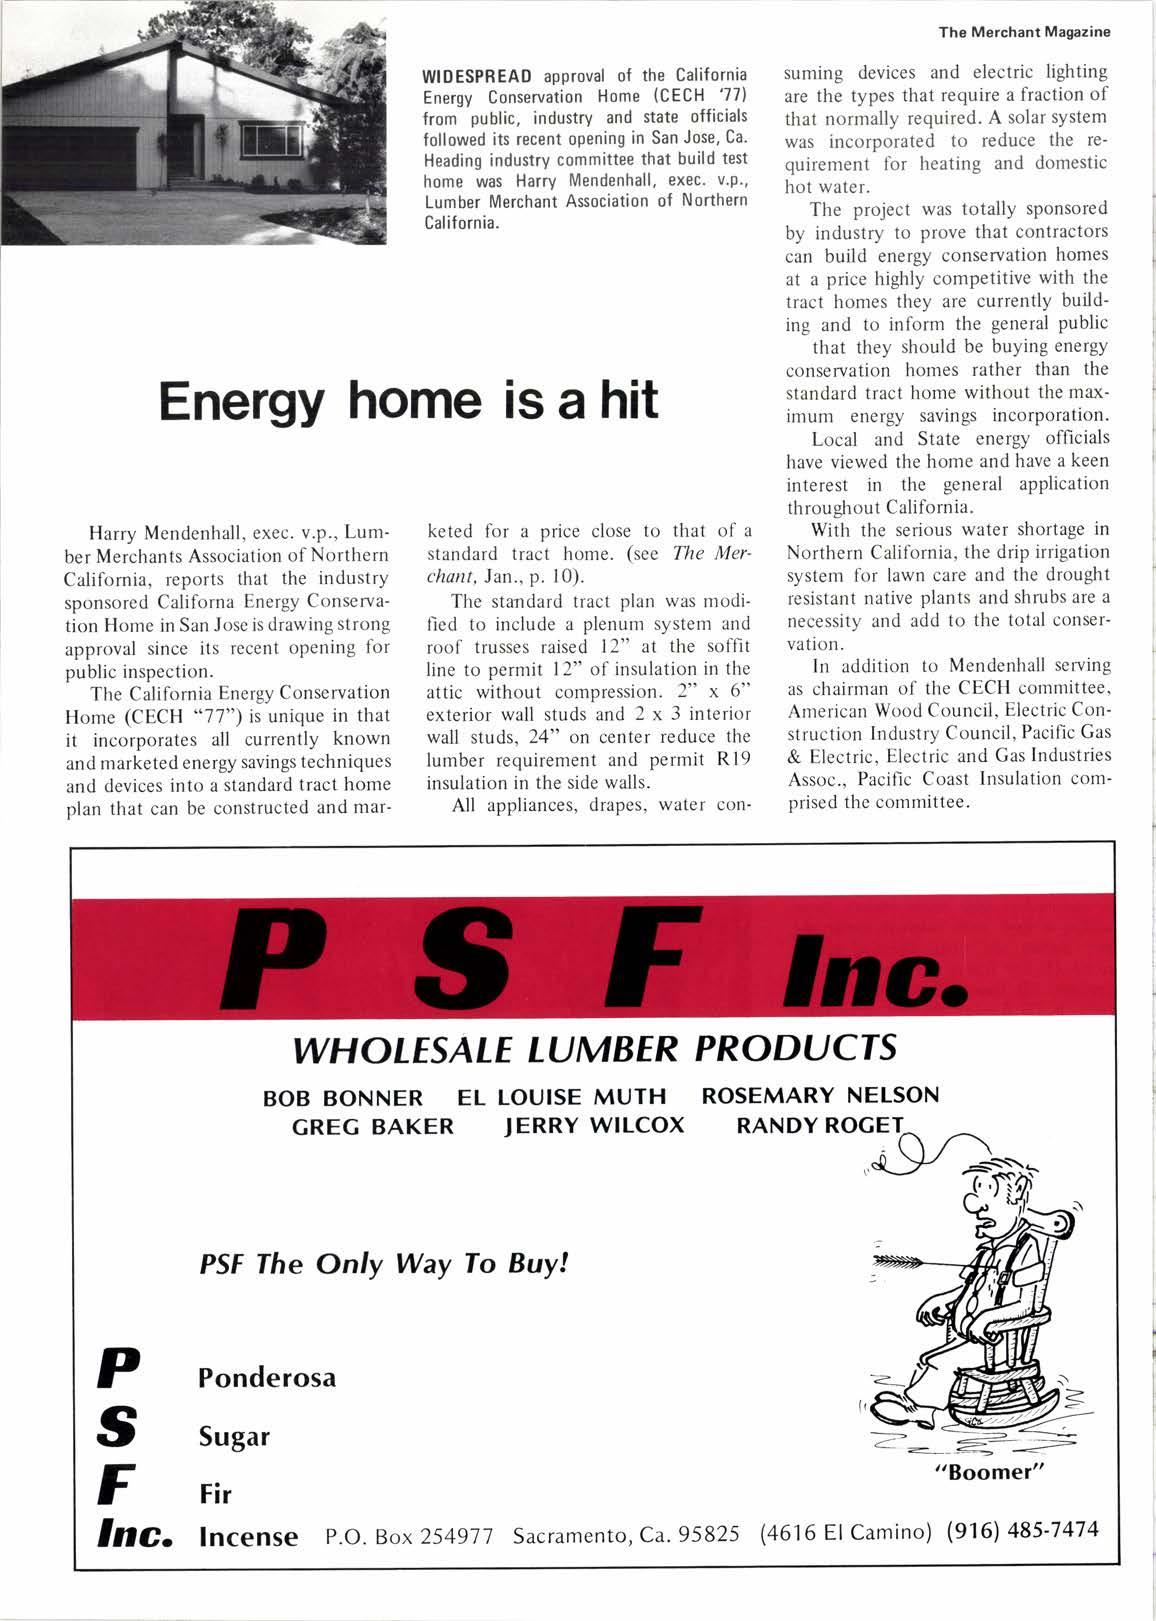 The Merchant Magazine
WIDESPREAD approval of the California
Energy Conservation Home (CECH '77)
from public, industry and state officials
followed its recent opening in San Jose, Ca.
Heading industry committee that build test
home was Harry Mendenhall, exec. v.p.,
Lumber Merchant Association of Northern
California.
Energy home is a hit
Harry Mendenhall, exec. v.p., Lum-
ber Merchants Association of Northern
California, reports that the industry
sponsored Californa Energy Conserva-
tion Home in San Jose is drawing strong
approval since its recent opening for
public inspection.
The California Energy Conservation
Home (CECH “77”) is unique in that
it incorporates all currently known
and marketed energy savings techniques
and devices into a standard tract home
plan that can be constructed and mar-
keted for a price close to that of a
standard tract home. (see The Mer-
chant, Jan., p. 10).
The standard tract plan was modi-
fied to include a plenum system and
roof trusses raised 12” at the soffit
line to permit 12” of insulation in the
attic without compression. 2” x 6”
exterior wall studs and 2 x 3 interior
wall studs, 24” on center reduce the
lumber requirement and permit R19
insulation in the side walls.
All appliances, drapes, water con-
suming devices and electric lighting
are the types that require a fraction of
that normally required. A solar system
was incorporated to reduce the re-
quirement for heating and domestic
hot water.
The project was totally sponsored
by industry to prove that contractors
can build energy conservation homes
at a price highly competitive with the
tract homes they are currently build-
ing and to inform the general public
that they should be buying energy
conservation homes rather than the
standard tract home without the max-
imum energy savings incorporation.
Local and State energy officials
have viewed the home and have a keen
interest in the general application
throughout California.
With the serious water shortage in
Northern California, the drip irrigation
system for lawn care and the drought
resistant native plants and shrubs are a
necessity and add to the total conser-
vation.
In addition to Mendenhall serving
as chairman of the CECH committee,
American Wood Council, Electric Con-
struction Industry Council, Pacific Gas
& Electric, Electric and Gas Industries
Assoc., Pacific Coast Insulation com-
prised the committee.
P S F Inc.
WHOLESALE LUMBER PRODUCTS
BOB BONNER EL LOUISE MUTH ROSEMARY NELSON
GREG BAKER JERRY WILCOX RANDY ROGET
PSF The Only Way To Buy!
P Ponderosa
S Sugar
F Fir
"Boomer"
Inc. Incense P.O. Box 254977 Sacramento, Ca. 95825 (4616 El Camino) (916) 485-7474